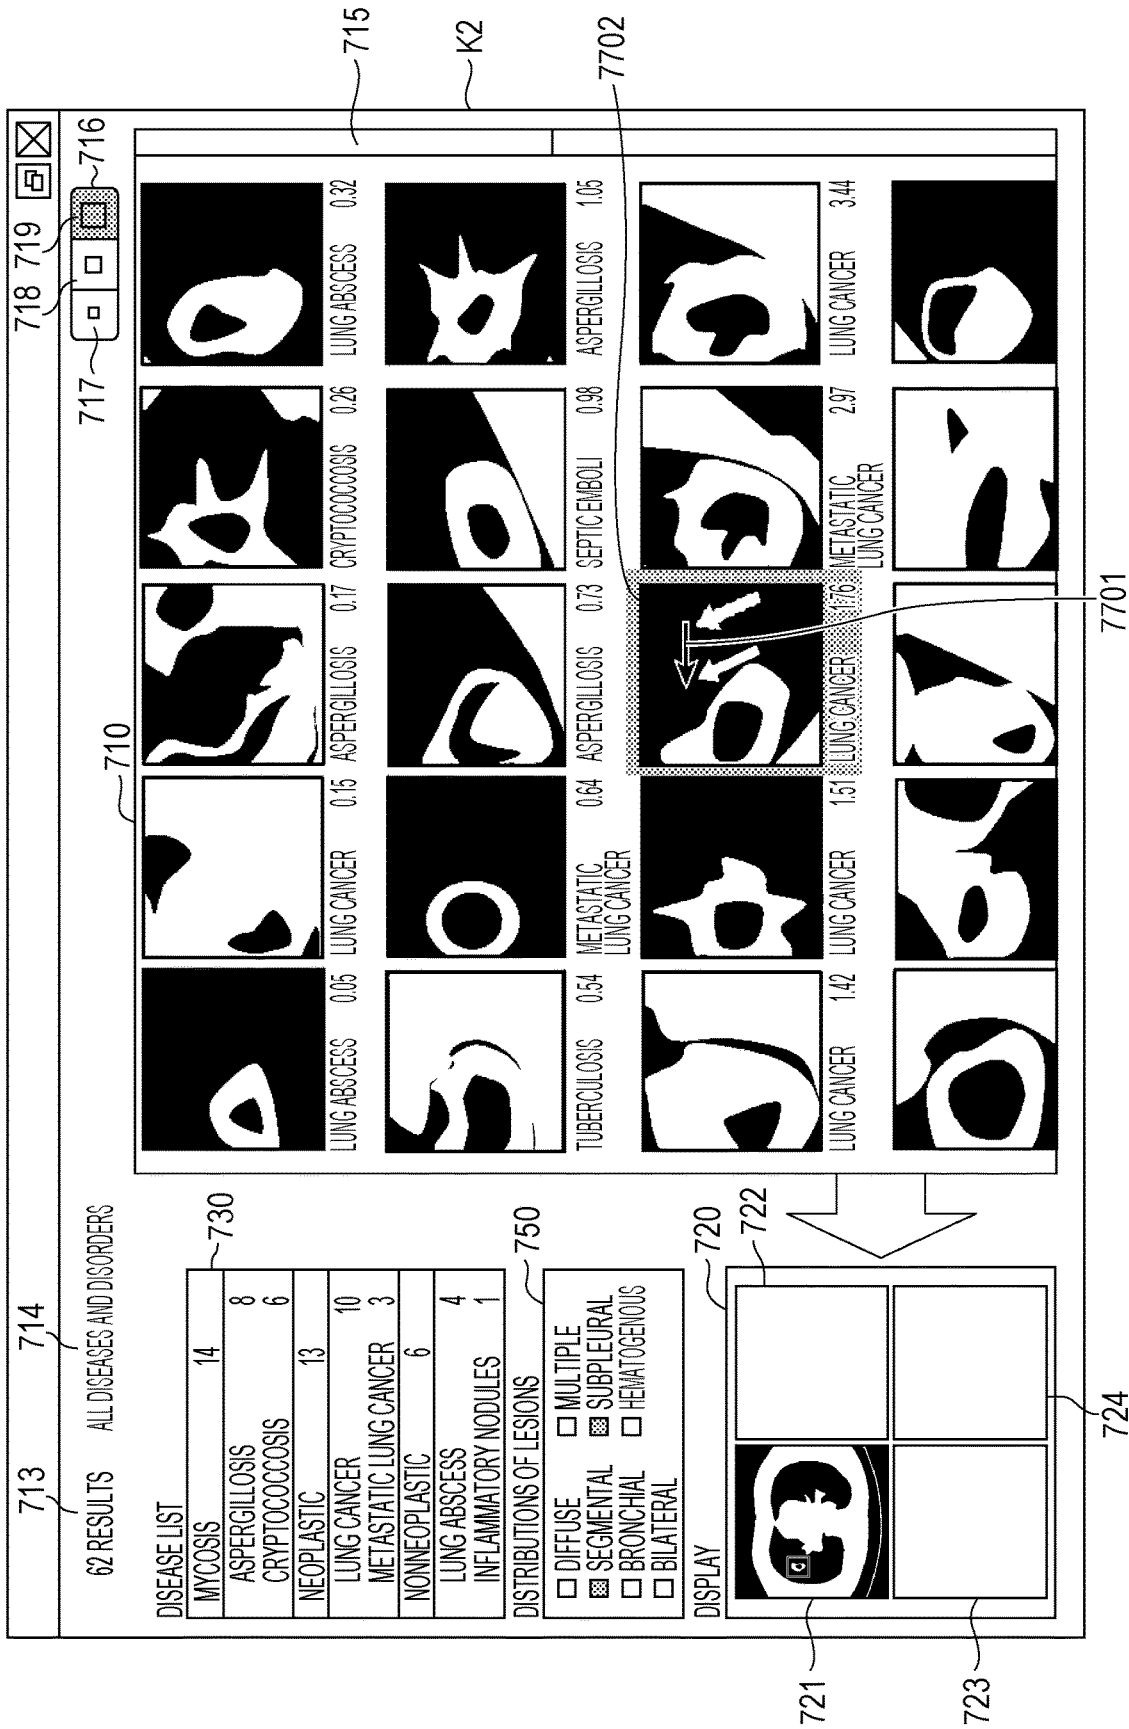 713
714
718 719
62 RESULTS ALL DISEASES AND DISORDERS
717 716
710
DISEASE LIST
730
MYCOSIS 14
ASPERGILLOSIS 8
CRYPTOCOCCOSIS 6
NEOPLASTIC 13
LUNG CANCER 10
METASTATIC LUNG CANCER 3
NONNEOPLASTIC 6
LUNG ABSCESS 4
INFLAMMATORY NODULES 1
DISTRIBUTIONS OF LESIONS
750
DIFFUSE MULTIPLE
SEGMENTAL SUBPLEURAL
BRONCHIAL HEMATOGENOUS
BILATERAL
DISPLAY
720
722
721
723
724
LUNG ABSCESS 0.05
LUNG CANCER 0.15
ASPERGILLOSIS 0.17
CRYPTOCOCCOSIS 0.26
LUNG ABSCESS 0.32
TUBERCULOSIS 0.54
METASTATIC 0.64
LUNG CANCER
ASPERGILLOSIS 0.73
SEPTIC EMBOLI 0.98
ASPERGILLOSIS 1.05
LUNG CANCER 1.42
LUNG CANCER 1.51
LUNG CANCER 1.76
METASTATIC 2.97
LUNG CANCER
LUNG CANCER 3.44
715
K2
7702
7701